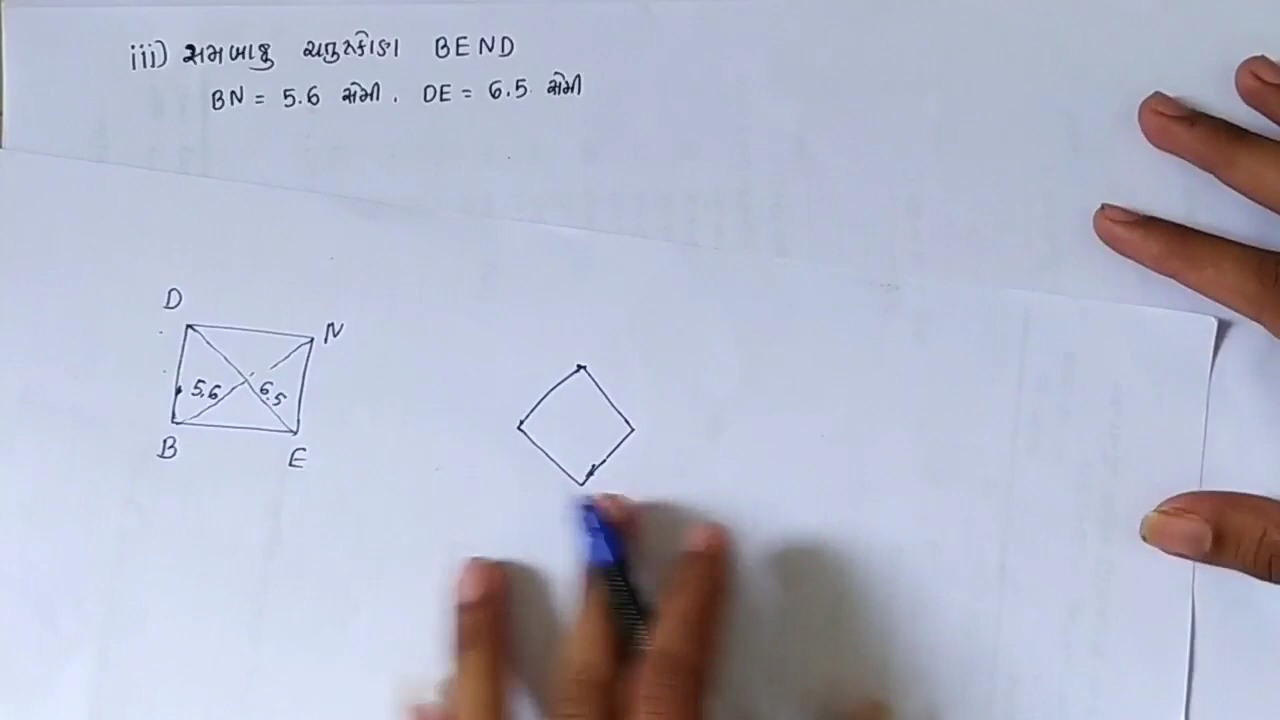 iii) સમબાજુ ચતુષ્કોણ BEND
BN = 5.6 સેમી. DE = 6.5 સેમી
D
N
5.6 6.5
B
E